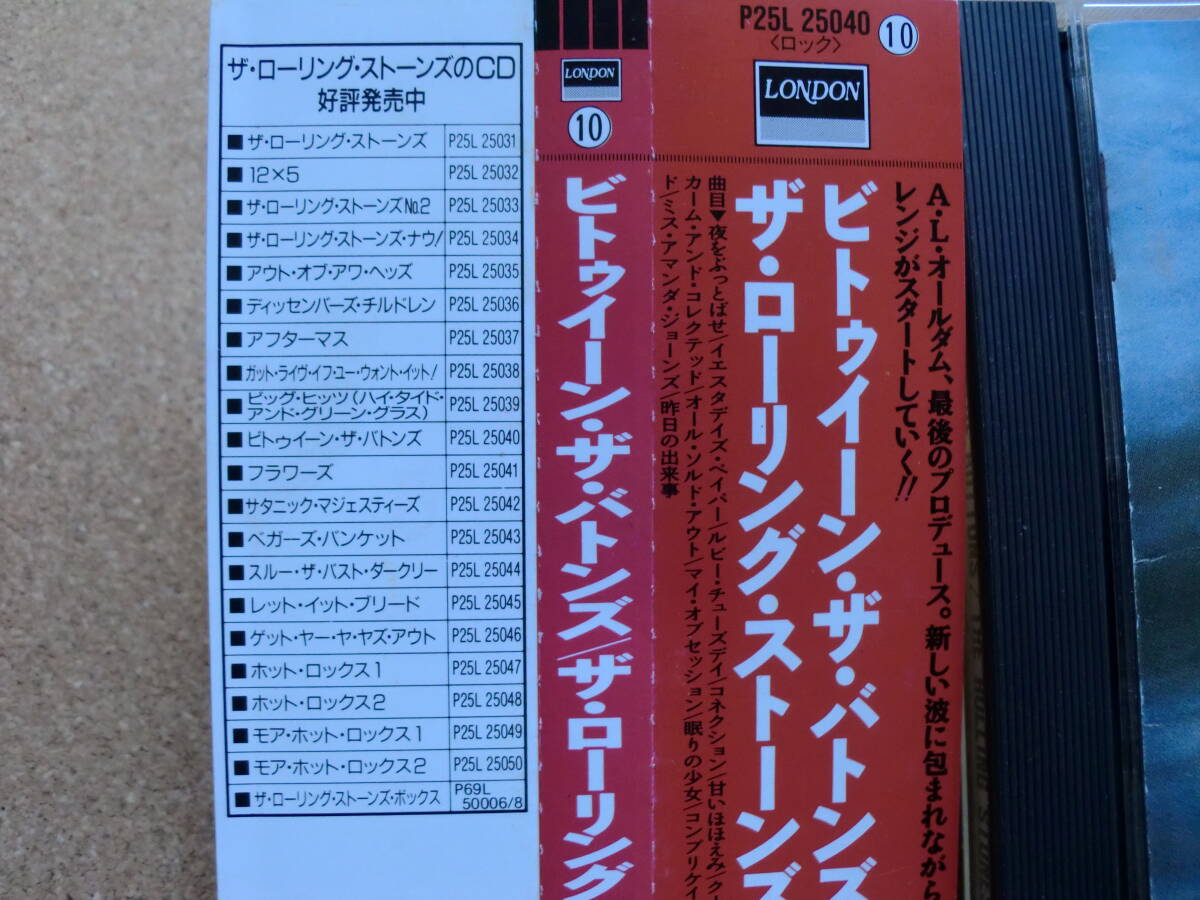 ザ・ローリング・ストーンズのCD
好評発売中
■ ザ・ローリング・ストーンズ P25L 25031
■ 12×5 P25L 25032
■ ザ・ローリング・ストーンズNo.2 P25L 25033
■ ザ・ローリング・ストーンズ・ナウ! P25L 25034
■ アウト・オブ・アワ・ヘッズ P25L 25035
■ ディッセンバーズ・チルドレン P25L 25036
■ アフターマス P25L 25037
■ ガット・ライヴ・イフ・ユー・ウォント・イット! P25L 25038
■ ビッグ・ヒッツ(ハイ・タイド・
アンド・グリーン・グラス) P25L 25039
■ ビトゥイーン・ザ・バトンズ P25L 25040
■ フラワーズ P25L 25041
■ サタニック・マジェスティーズ P25L 25042
■ ベガーズ・バンケット P25L 25043
■ スルー・ザ・パスト・ダークリー P25L 25044
■ レット・イット・ブリード P25L 25045
■ ゲット・ヤー・ヤ・ヤズ・アウト P25L 25046
■ ホット・ロックス1 P25L 25047
■ ホット・ロックス2 P25L 25048
■ モア・ホット・ロックス1 P25L 25049
■ モア・ホット・ロックス2 P25L 25050
■ ザ・ローリング・ストーンズ・ボックス P69L
50006/8
LONDON
10
ビトゥイーン・ザ・バトンズ/ザ・ローリング
P25L 25040
〈ロック〉
10
LONDON
A・L・オールダム、最後のプロデュース。新しい波に包まれながら
レンジがスタートしていく!!
ビトゥイーン・ザ・バトンズ
ザ・ローリング・ストーンズ
曲目▼夜をぶっとばせ/イエスタデイズ・ペイパー/ルビー・チューズデイ/コネクション/甘いほほえみ/ク
カーム・アンド・コレクテッド/オール・ソルド・アウト/マイ・オブセッション/眠りの少女/コンプリケイ
ド/ミス・アマンダ・ジョーンズ/昨日の出来事